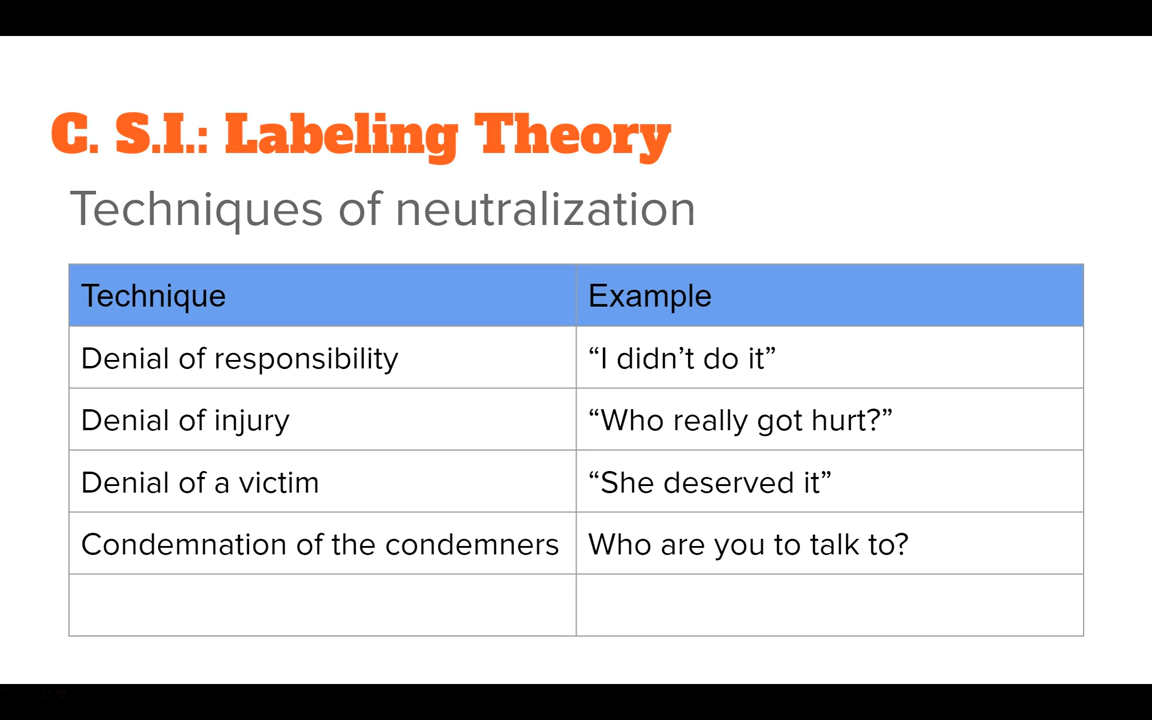 C. S.I.: Labeling Theory
Techniques of neutralization
Technique Example
Denial of responsibility “I didn’t do it”
Denial of injury “Who really got hurt?”
Denial of a victim “She deserved it”
Condemnation of the condemners Who are you to talk to?